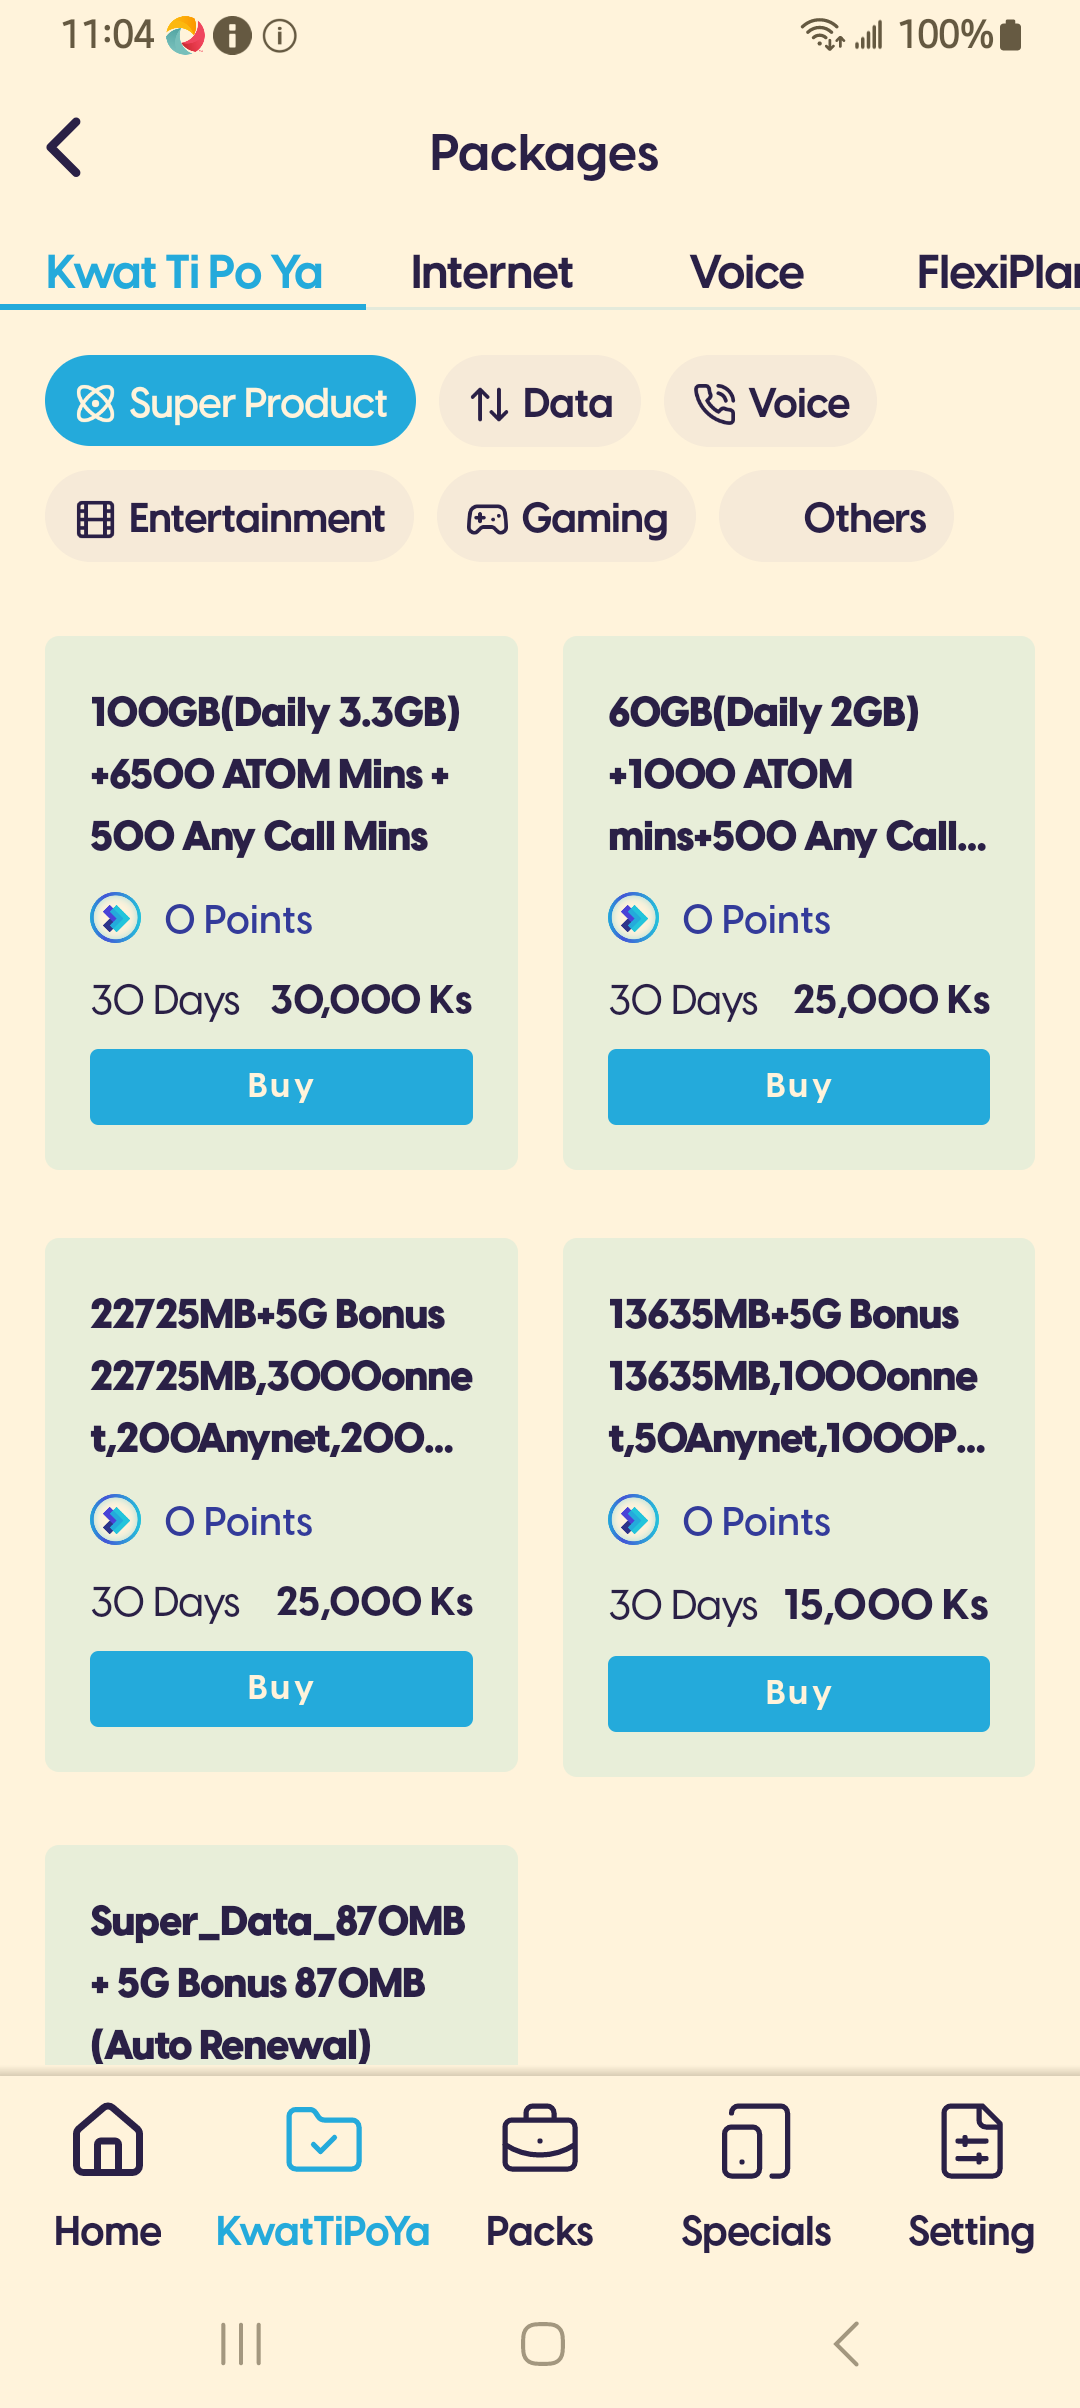 11:04
100%
Packages
Kwat Ti Po Ya Internet Voice FlexiPlan
Super Product Data Voice
Entertainment Gaming Others
100GB(Daily 3.3GB)
+6500 ATOM Mins +
500 Any Call Mins
0 Points
30 Days 30,000 Ks
Buy
60GB(Daily 2GB)
+1000 ATOM
mins+500 Any Call...
0 Points
30 Days 25,000 Ks
Buy
22725MB+5G Bonus
22725MB,3000onne
t,200Anynet,200...
0 Points
30 Days 25,000 Ks
Buy
13635MB+5G Bonus
13635MB,1000onne
t,50Anynet,1000P...
0 Points
30 Days 15,000 Ks
Buy
Super_Data_870MB
+ 5G Bonus 870MB
(Auto Renewal)
Home KwatTiPoYa Packs Specials Setting